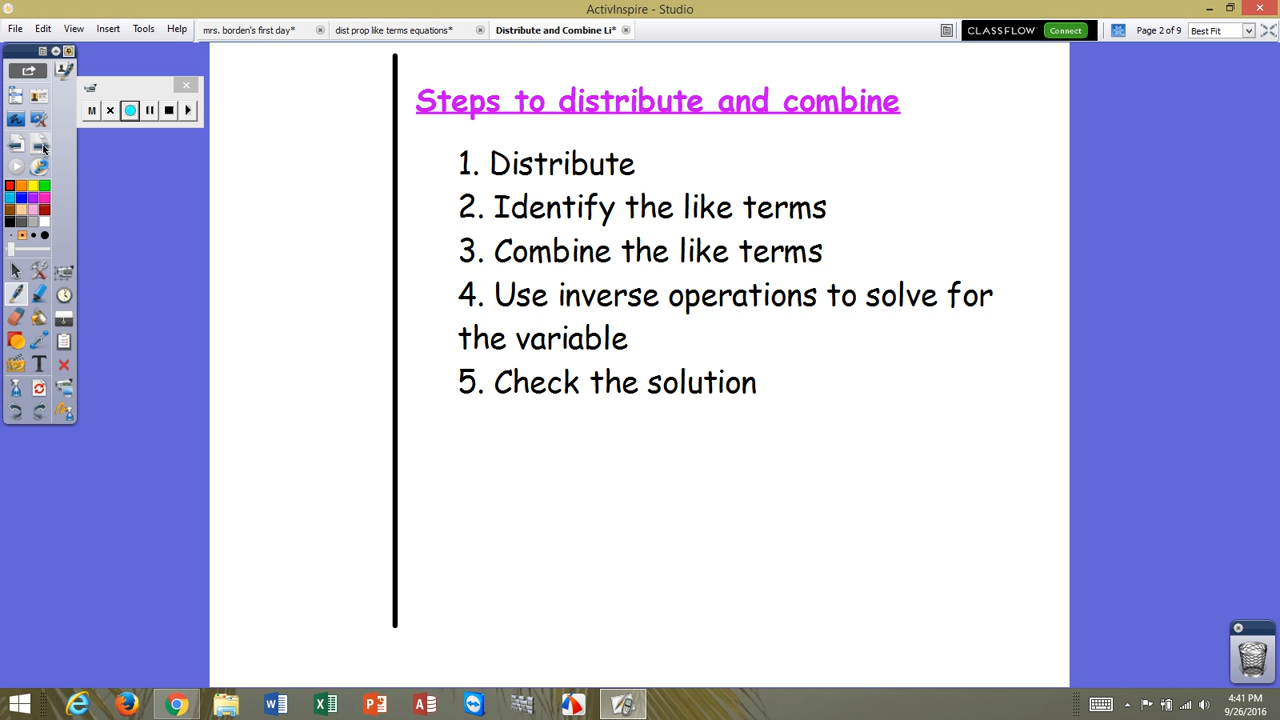 ActivInspire - Studio
File Edit View Insert Tools Help
mrs. borden's first day*
dist prop like terms equations*
Distribute and Combine Li*
CLASSFLOW Connect
Page 2 of 9
Best Fit
M
Steps to distribute and combine
1. Distribute
2. Identify the like terms
3. Combine the like terms
4. Use inverse operations to solve for
the variable
5. Check the solution
4:41 PM
9/26/2016